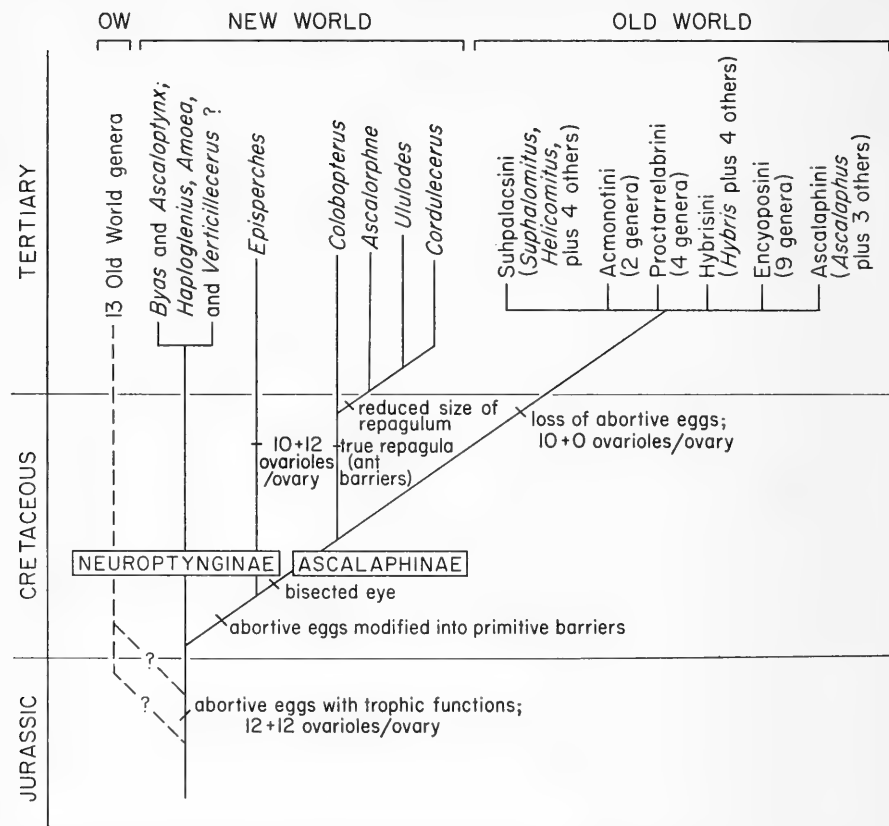 OW
NEW WORLD
OLD WORLD
TERTIARY
CRETACEOUS
JURASSIC
13 Old World genera
Byas and Ascaloptynx;
Haploglenius, Amoea,
and Verticillecerus ?
Episperches
Colobopterus
Ascalorphne
Ululodes
Cordulecerus
Suhpalacsini
(Suphalomitus,
Helicomitus,
plus 4 others)
Acmonotini
(2 genera)
Proctarrelabrini
(4 genera)
Hybrisini
(Hybris plus 4 others)
Encyoposini
(9 genera)
Ascalaphini
(Ascalaphus
plus 3 others)
reduced size of
repagulum
10+12
ovarioles
/ovary
true repagula
(ant
barriers)
loss of abortive eggs;
10+0 ovarioles/ovary
NEUROPTYNGINAE
ASCALAPHINAE
bisected eye
abortive eggs modified into primitive barriers
?
?
abortive eggs with trophic functions;
12+12 ovarioles/ovary